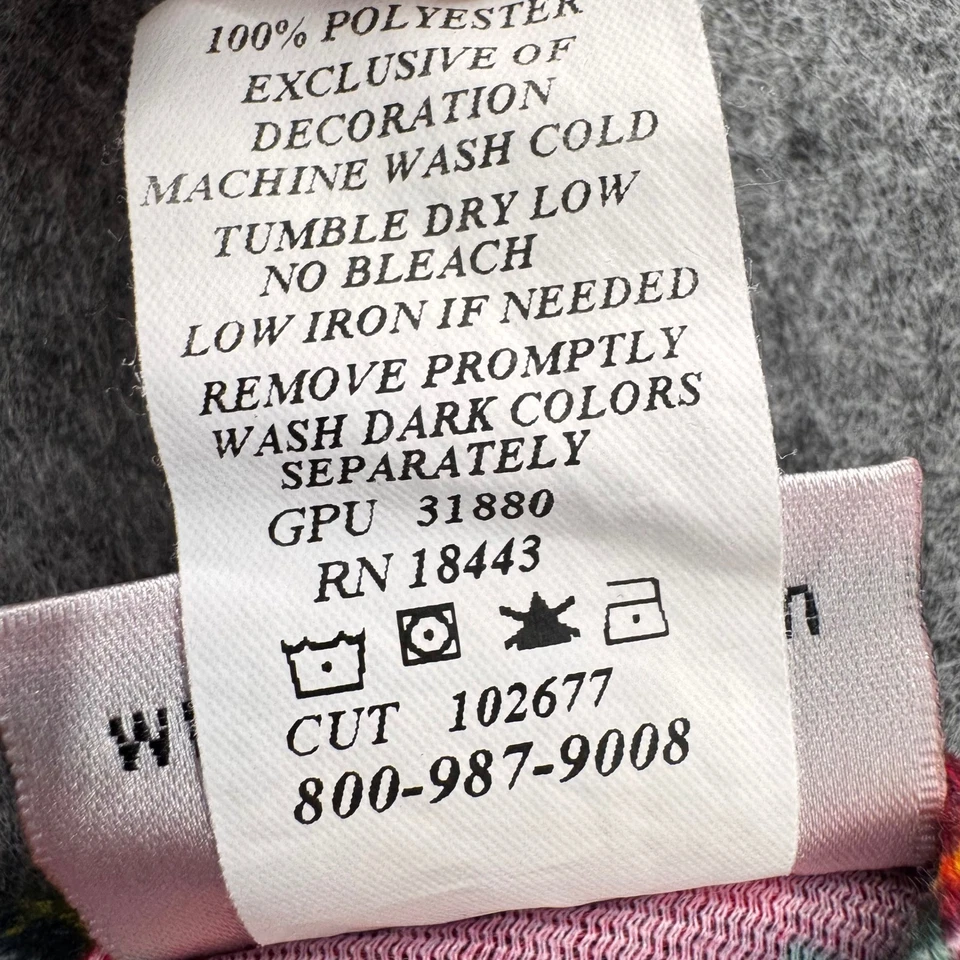 100% POLYESTER
EXCLUSIVE OF
DECORATION
MACHINE WASH COLD
TUMBLE DRY LOW
NO BLEACH
LOW IRON IF NEEDED
REMOVE PROMPTLY
WASH DARK COLORS
SEPARATELY
GPU 31880
RN 18443
CUT 102677
800-987-9008